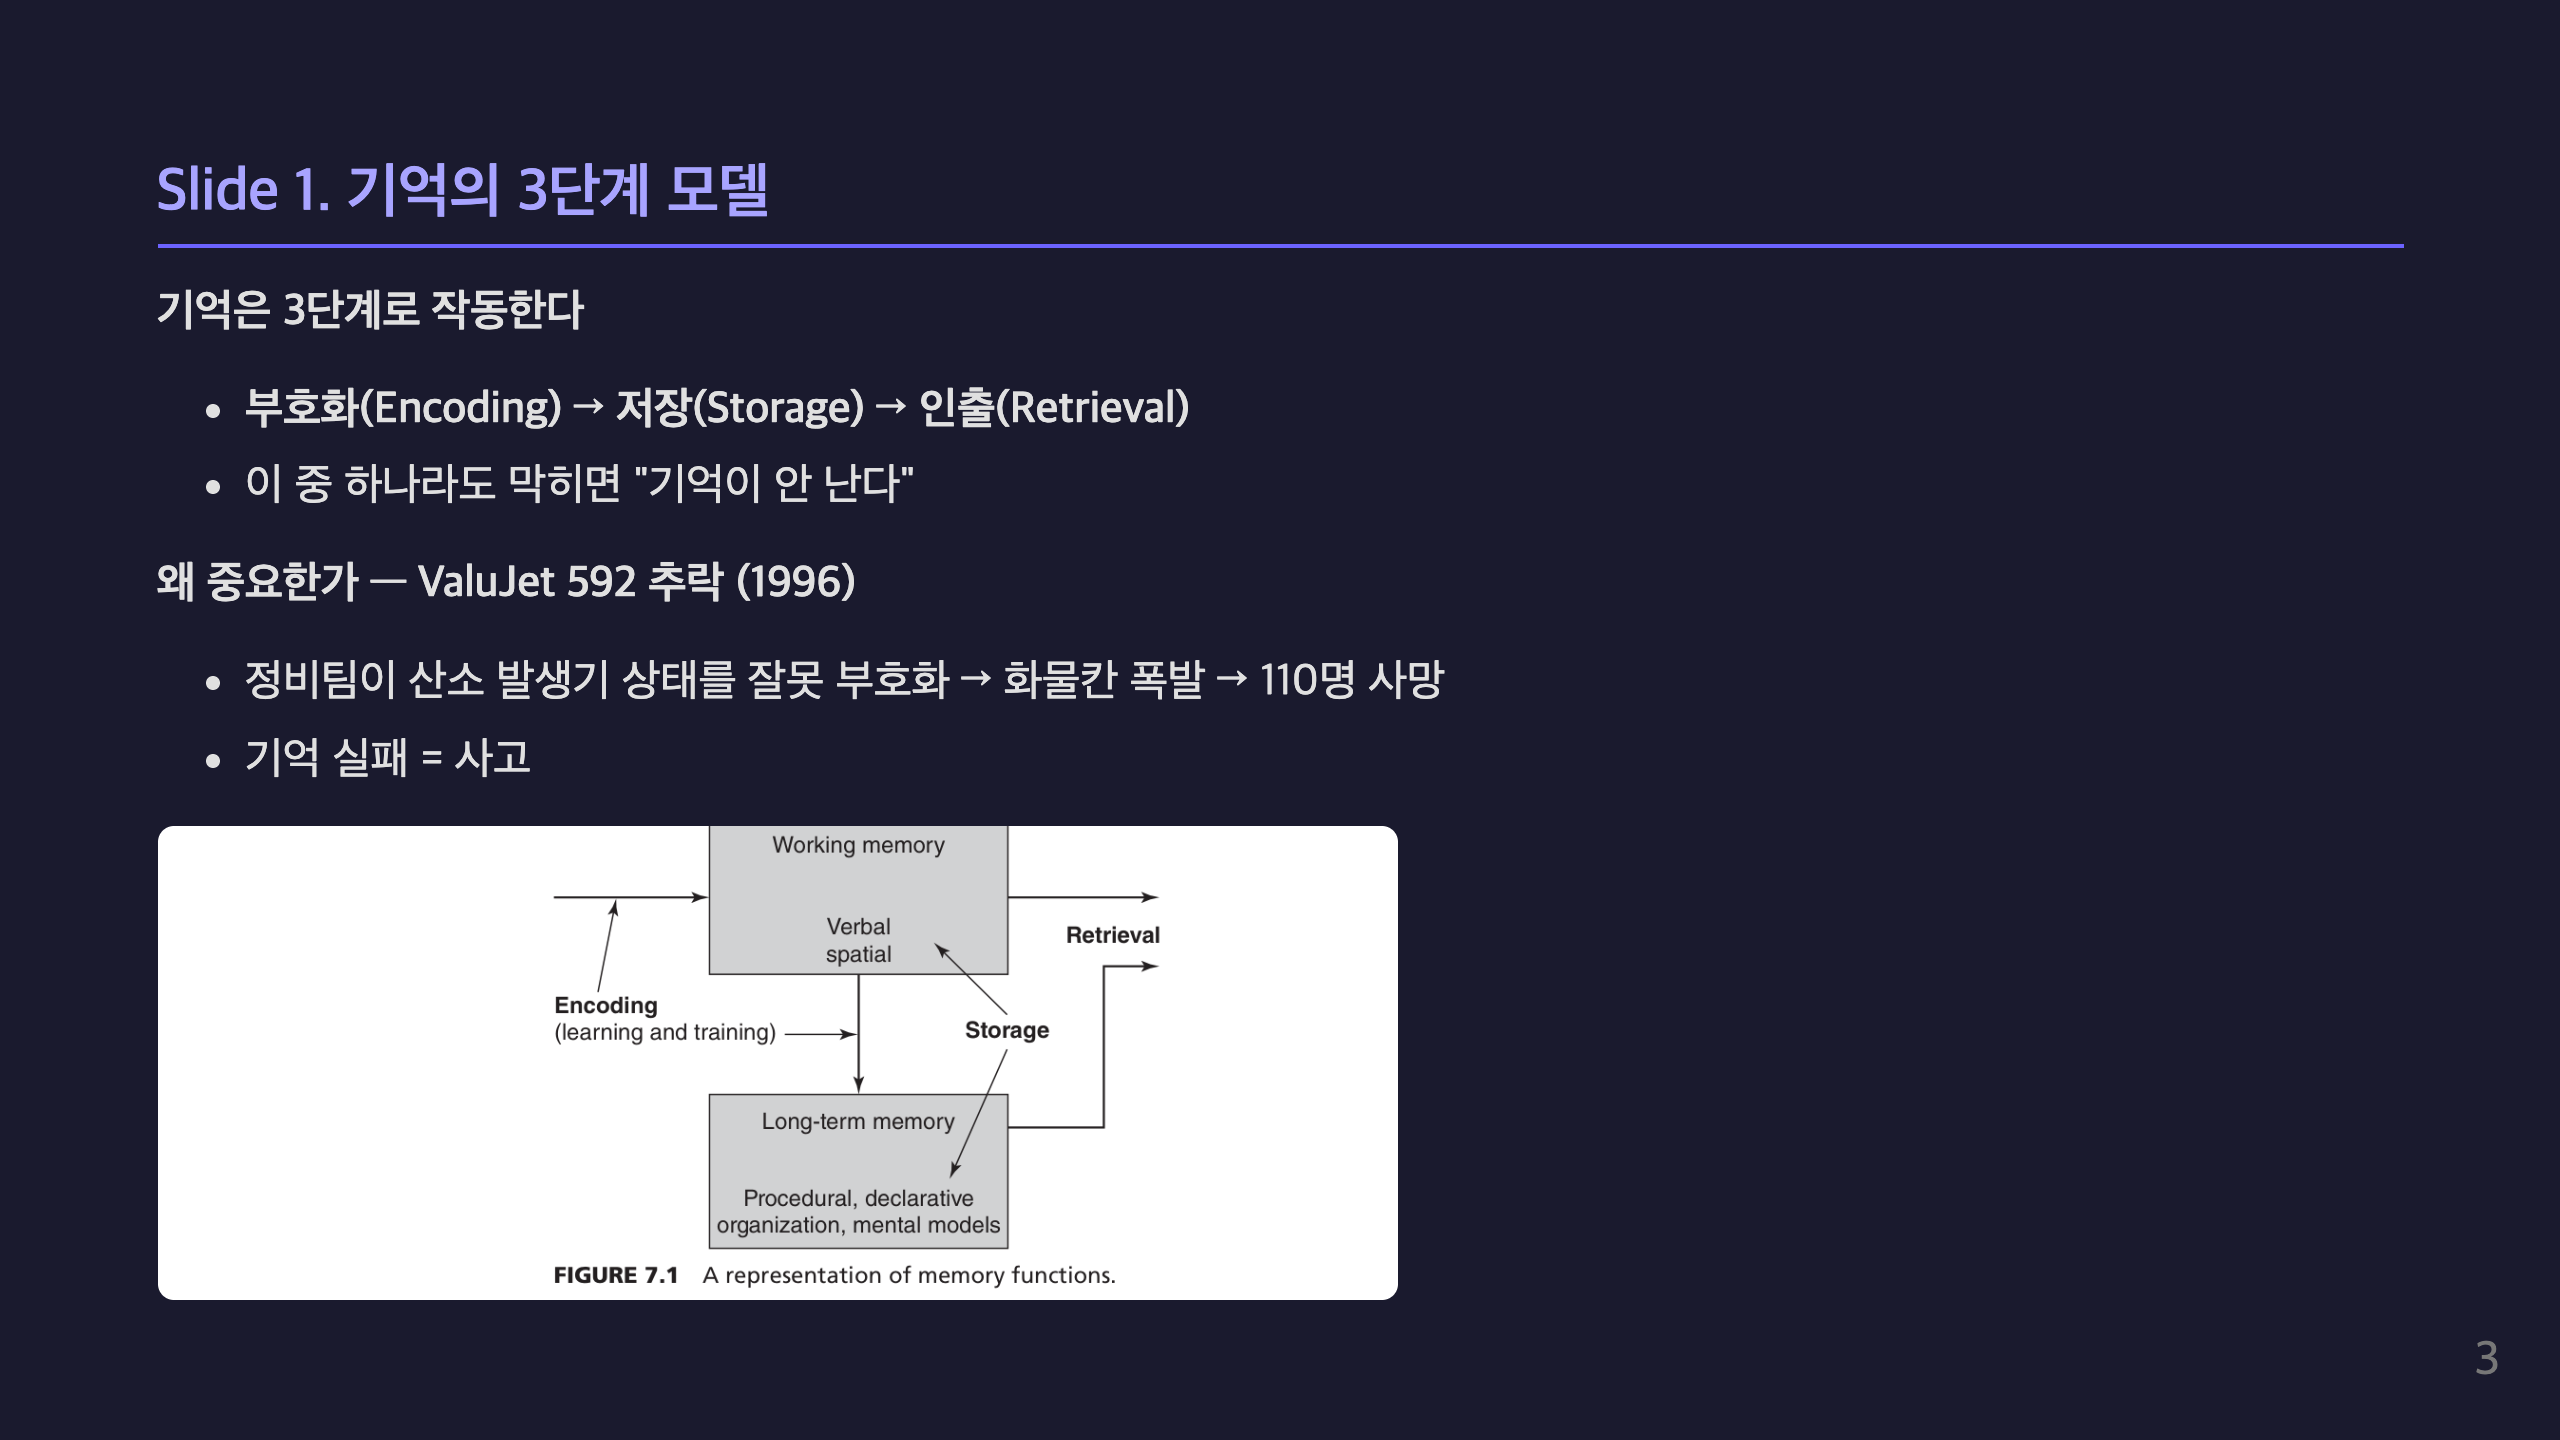 Slide 1. 기억의 3단계 모델
기억은 3단계로 작동한다
• 부호화(Encoding) → 저장(Storage) → 인출(Retrieval)
• 이 중 하나라도 막히면 "기억이 안 난다"
왜 중요한가 — ValuJet 592 추락 (1996)
• 정비팀이 산소 발생기 상태를 잘못 부호화 → 화물칸 폭발 → 110명 사망
• 기억 실패 = 사고
Working memory
Verbal
spatial
Retrieval
Encoding
(learning and training)
Storage
Long-term memory
Procedural, declarative
organization, mental models
FIGURE 7.1 A representation of memory functions.
3